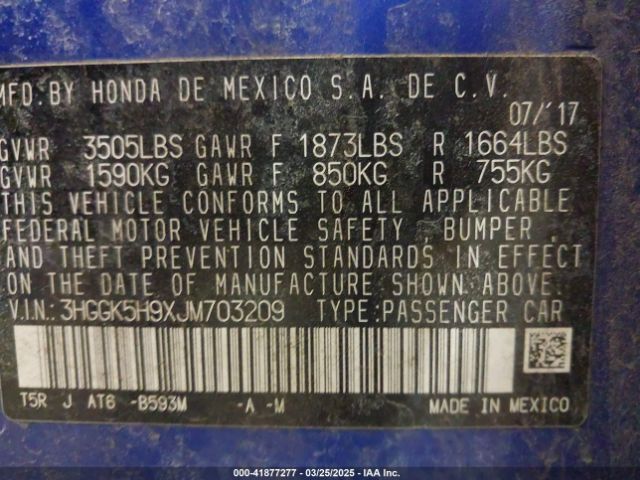 MFD.BY HONDA DE MEXICO S.A. DE C.V.
07/'17
GVWR 3505LBS GAWR F 1873LBS R 1664LBS
GVWR 1590KG GAWR F 850KG R 755KG
THIS VEHICLE CONFORMS TO ALL APPLICABLE
FEDERAL MOTOR VEHICLE SAFETY, BUMPER,
AND THEFT PREVENTION STANDARDS IN EFFECT
ON THE DATE OF MANUFACTURE SHOWN ABOVE.
V.I.N.: 3HGGK5H9XJM703209 TYPE:PASSENGER CAR
T5R J AT6 -B593M -A -M MADE IN MEXICO
000-41877277 - 03/25/2025 - IAA Inc.